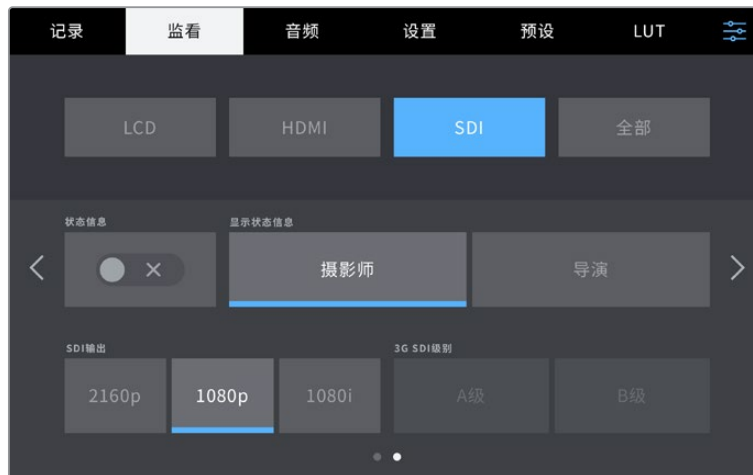 记录 监看 音频 设置 预设 LUT
LCD HDMI SDI 全部
状态信息 显示状态信息
摄影师 导演
SDI输出 3G SDI级别
2160p 1080p 1080i A级 B级